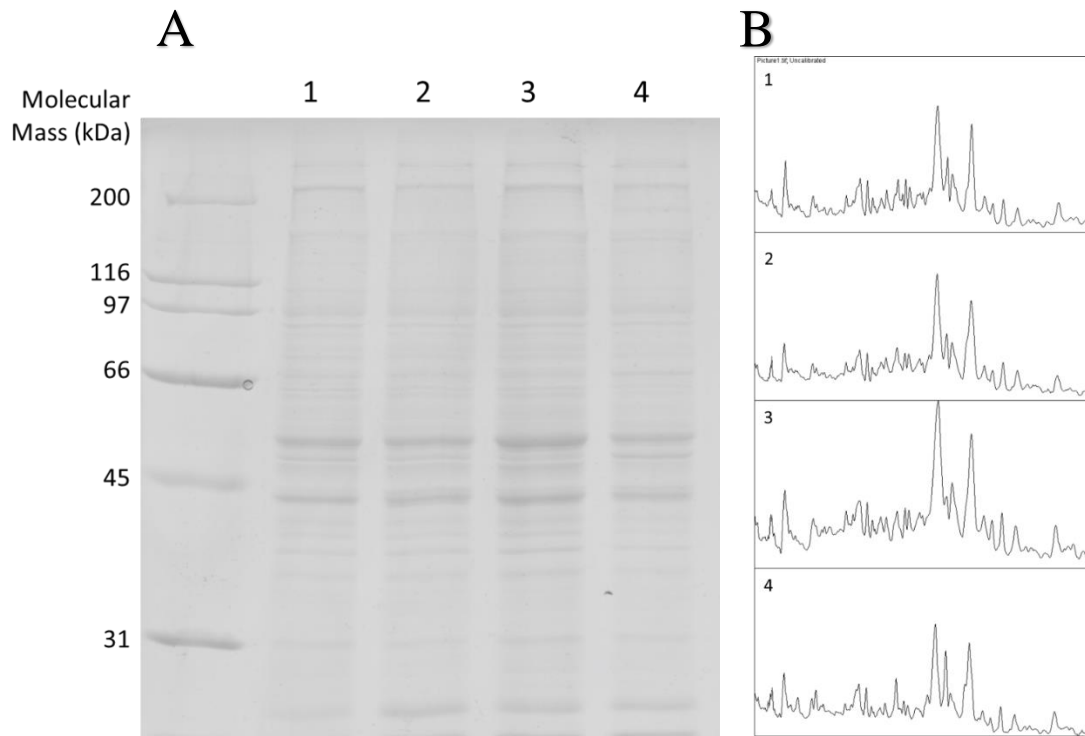 A
B
Molecular
Mass (kDa)
1 2 3 4
200
116
97
66
45
31
Picture1 3f, Uncalibrated
1
2
3
4